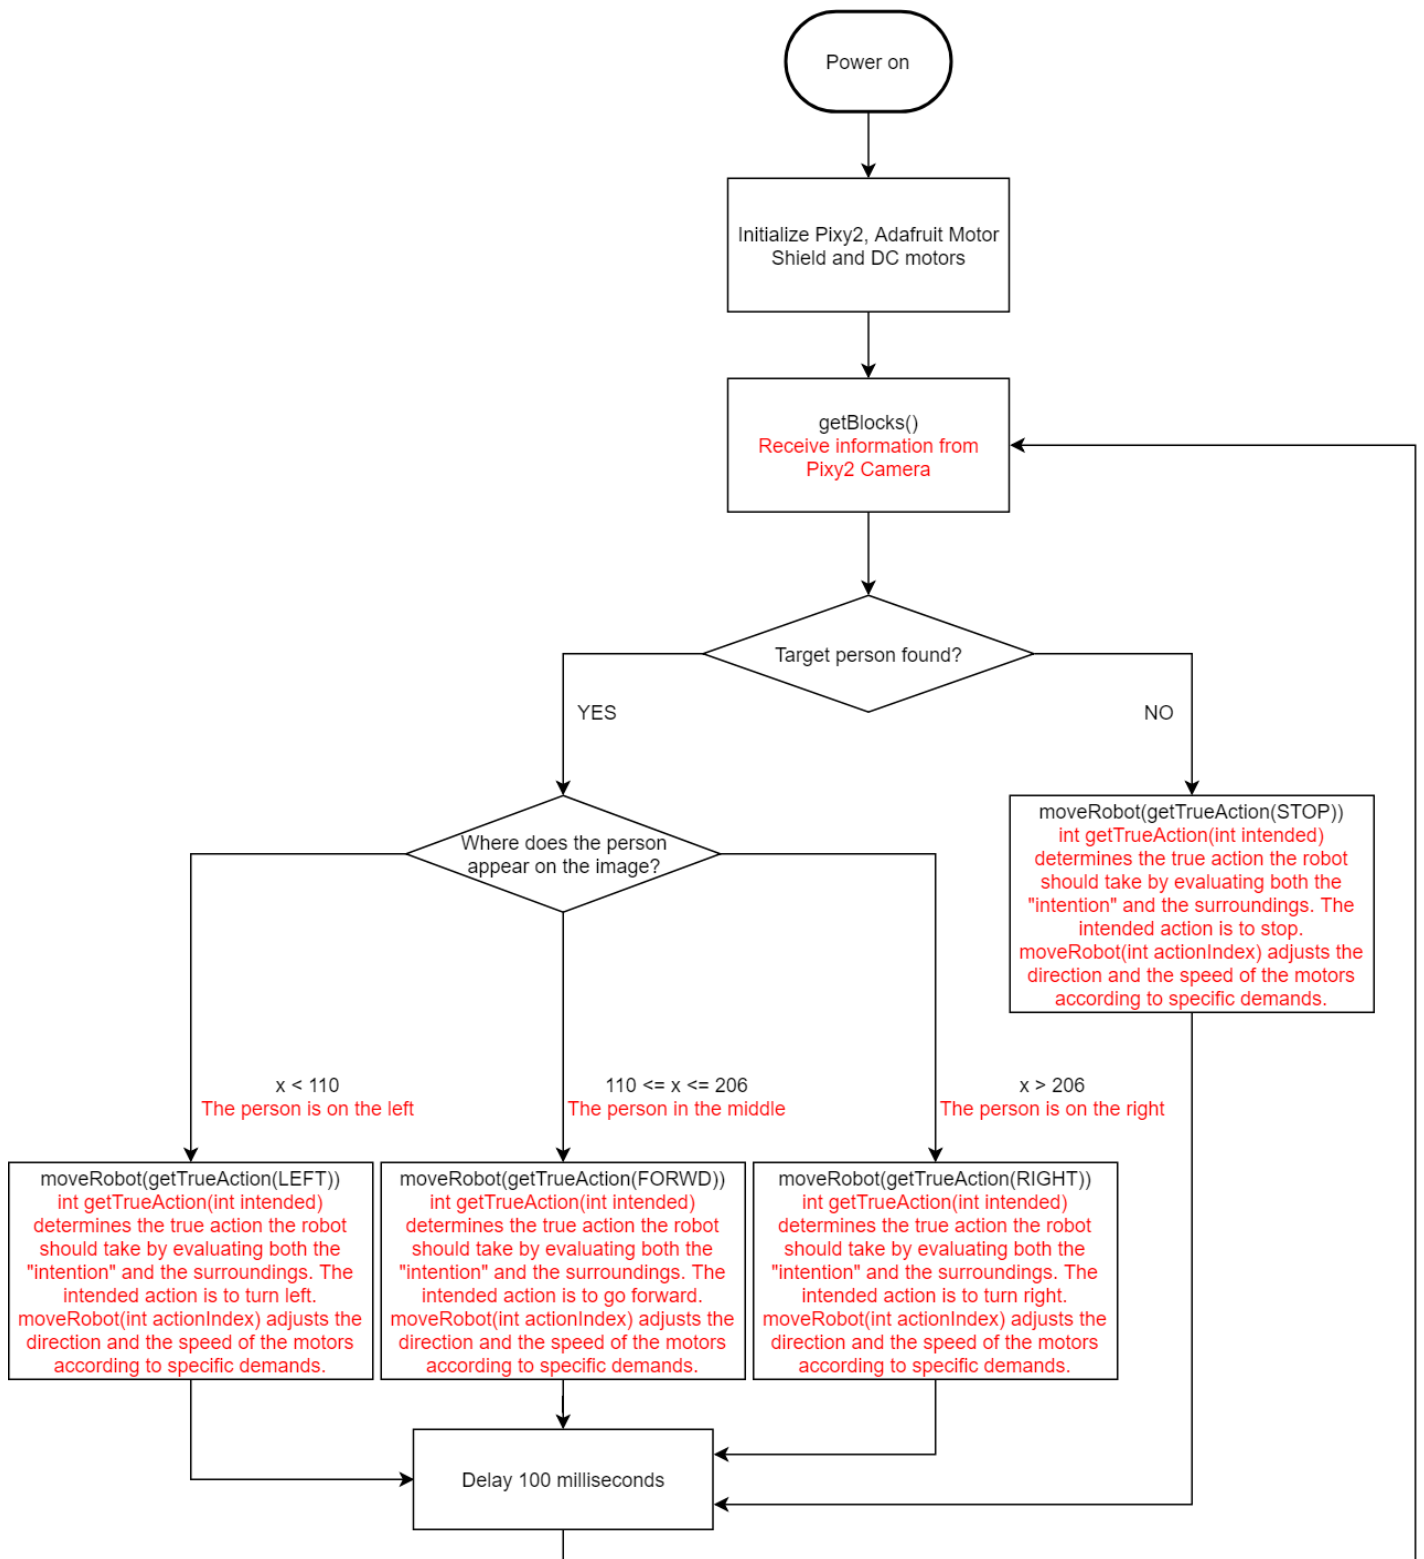 Power on
Initialize Pixy2, Adafruit Motor
Shield and DC motors
getBlocks()
Receive information from
Pixy2 Camera
Target person found?
YES
NO
Where does the person
appear on the image?
moveRobot(getTrueAction(STOP))
int getTrueAction(int intended)
determines the true action the robot
should take by evaluating both the
"intention" and the surroundings. The
intended action is to stop.
moveRobot(int actionIndex) adjusts the
direction and the speed of the motors
according to specific demands.
x < 110
The person is on the left
110 <= x <= 206
The person in the middle
x > 206
The person is on the right
moveRobot(getTrueAction(LEFT))
int getTrueAction(int intended)
determines the true action the robot
should take by evaluating both the
"intention" and the surroundings. The
intended action is to turn left.
moveRobot(int actionIndex) adjusts the
direction and the speed of the motors
according to specific demands.
moveRobot(getTrueAction(FORWD))
int getTrueAction(int intended)
determines the true action the robot
should take by evaluating both the
"intention" and the surroundings. The
intended action is to go forward.
moveRobot(int actionIndex) adjusts the
direction and the speed of the motors
according to specific demands.
moveRobot(getTrueAction(RIGHT))
int getTrueAction(int intended)
determines the true action the robot
should take by evaluating both the
"intention" and the surroundings. The
intended action is to turn right.
moveRobot(int actionIndex) adjusts the
direction and the speed of the motors
according to specific demands.
Delay 100 milliseconds